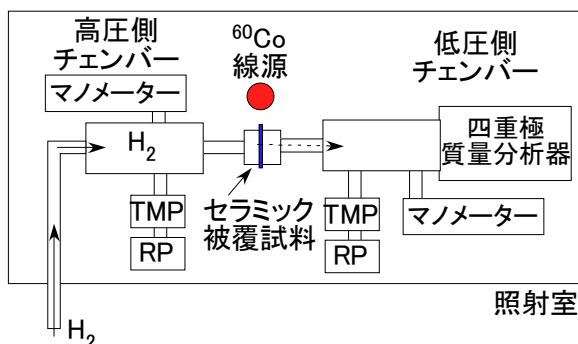 高圧側
チェンバー
マノメーター
H2
60Co
線源
低圧側
チェンバー
四重極
質量分析器
TMP
RP
セラミック
被覆試料
TMP
RP
マノメーター
照射室
H2